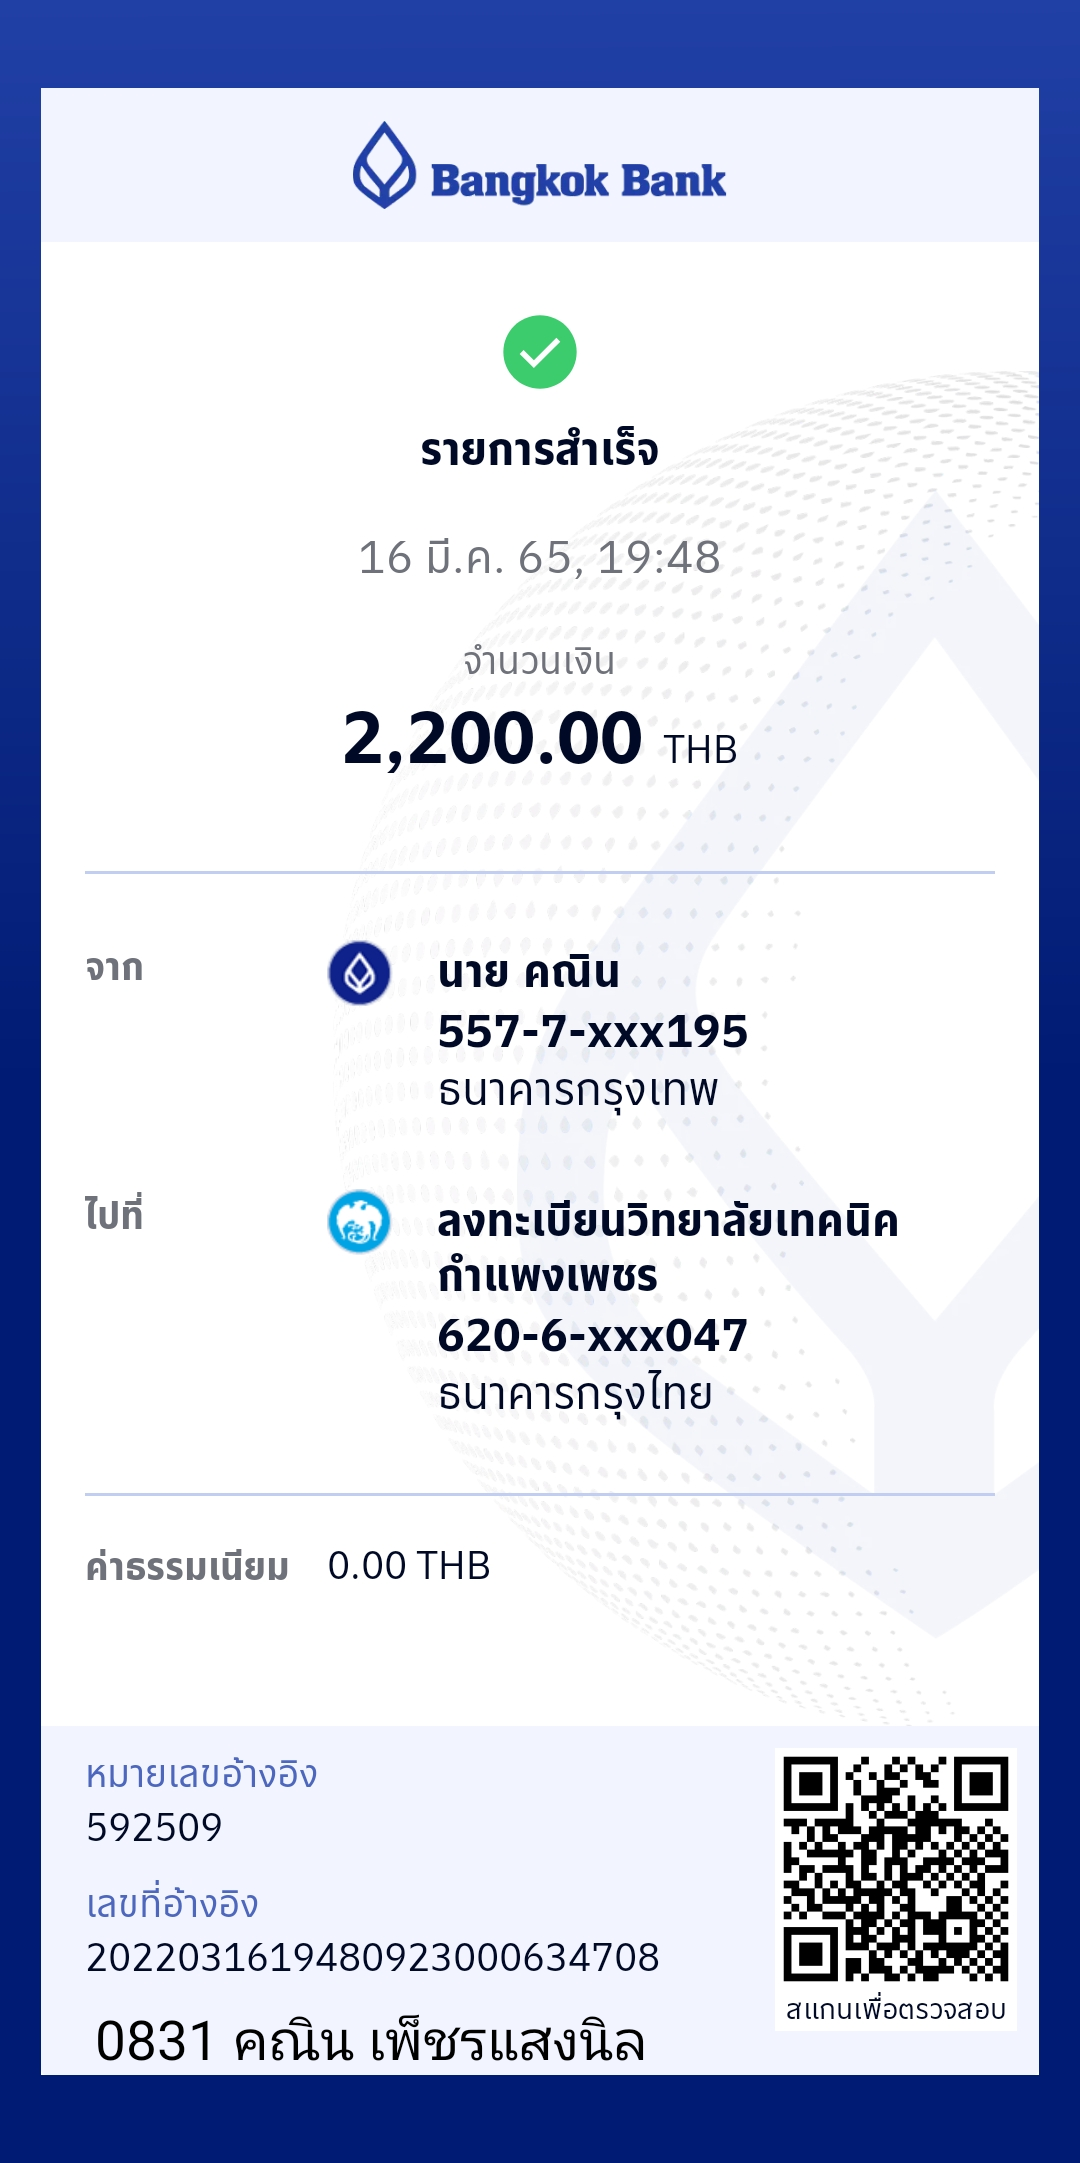 Bangkok Bank
รายการสำเร็จ
16 มี.ค. 65, 19:48
จำนวนเงิน
2,200.00 THB
จาก
นาย คณิน
557-7-xxx195
ธนาคารกรุงเทพ
ไปที่
ลงทะเบียนวิทยาลัยเทคนิค
กำแพงเพชร
620-6-xxx047
ธนาคารกรุงไทย
ค่าธรรมเนียม 0.00 THB
หมายเลขอ้างอิง
592509
เลขที่อ้างอิง
2022031619480923000634708
สแกนเพื่อตรวจสอบ
0831 คณิน เพ็ชรแสงนิล